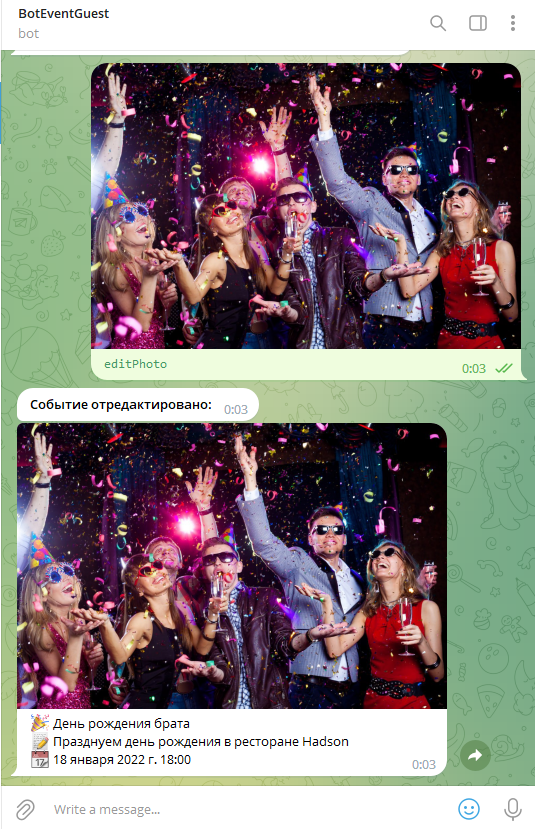 BotEventGuest
bot
editPhoto
0:03
Событие отредактировано:
0:03
День рождения брата
Празднуем день рождения в ресторане Hadson
18 января 2022 г. 18:00
0:03
Write a message...